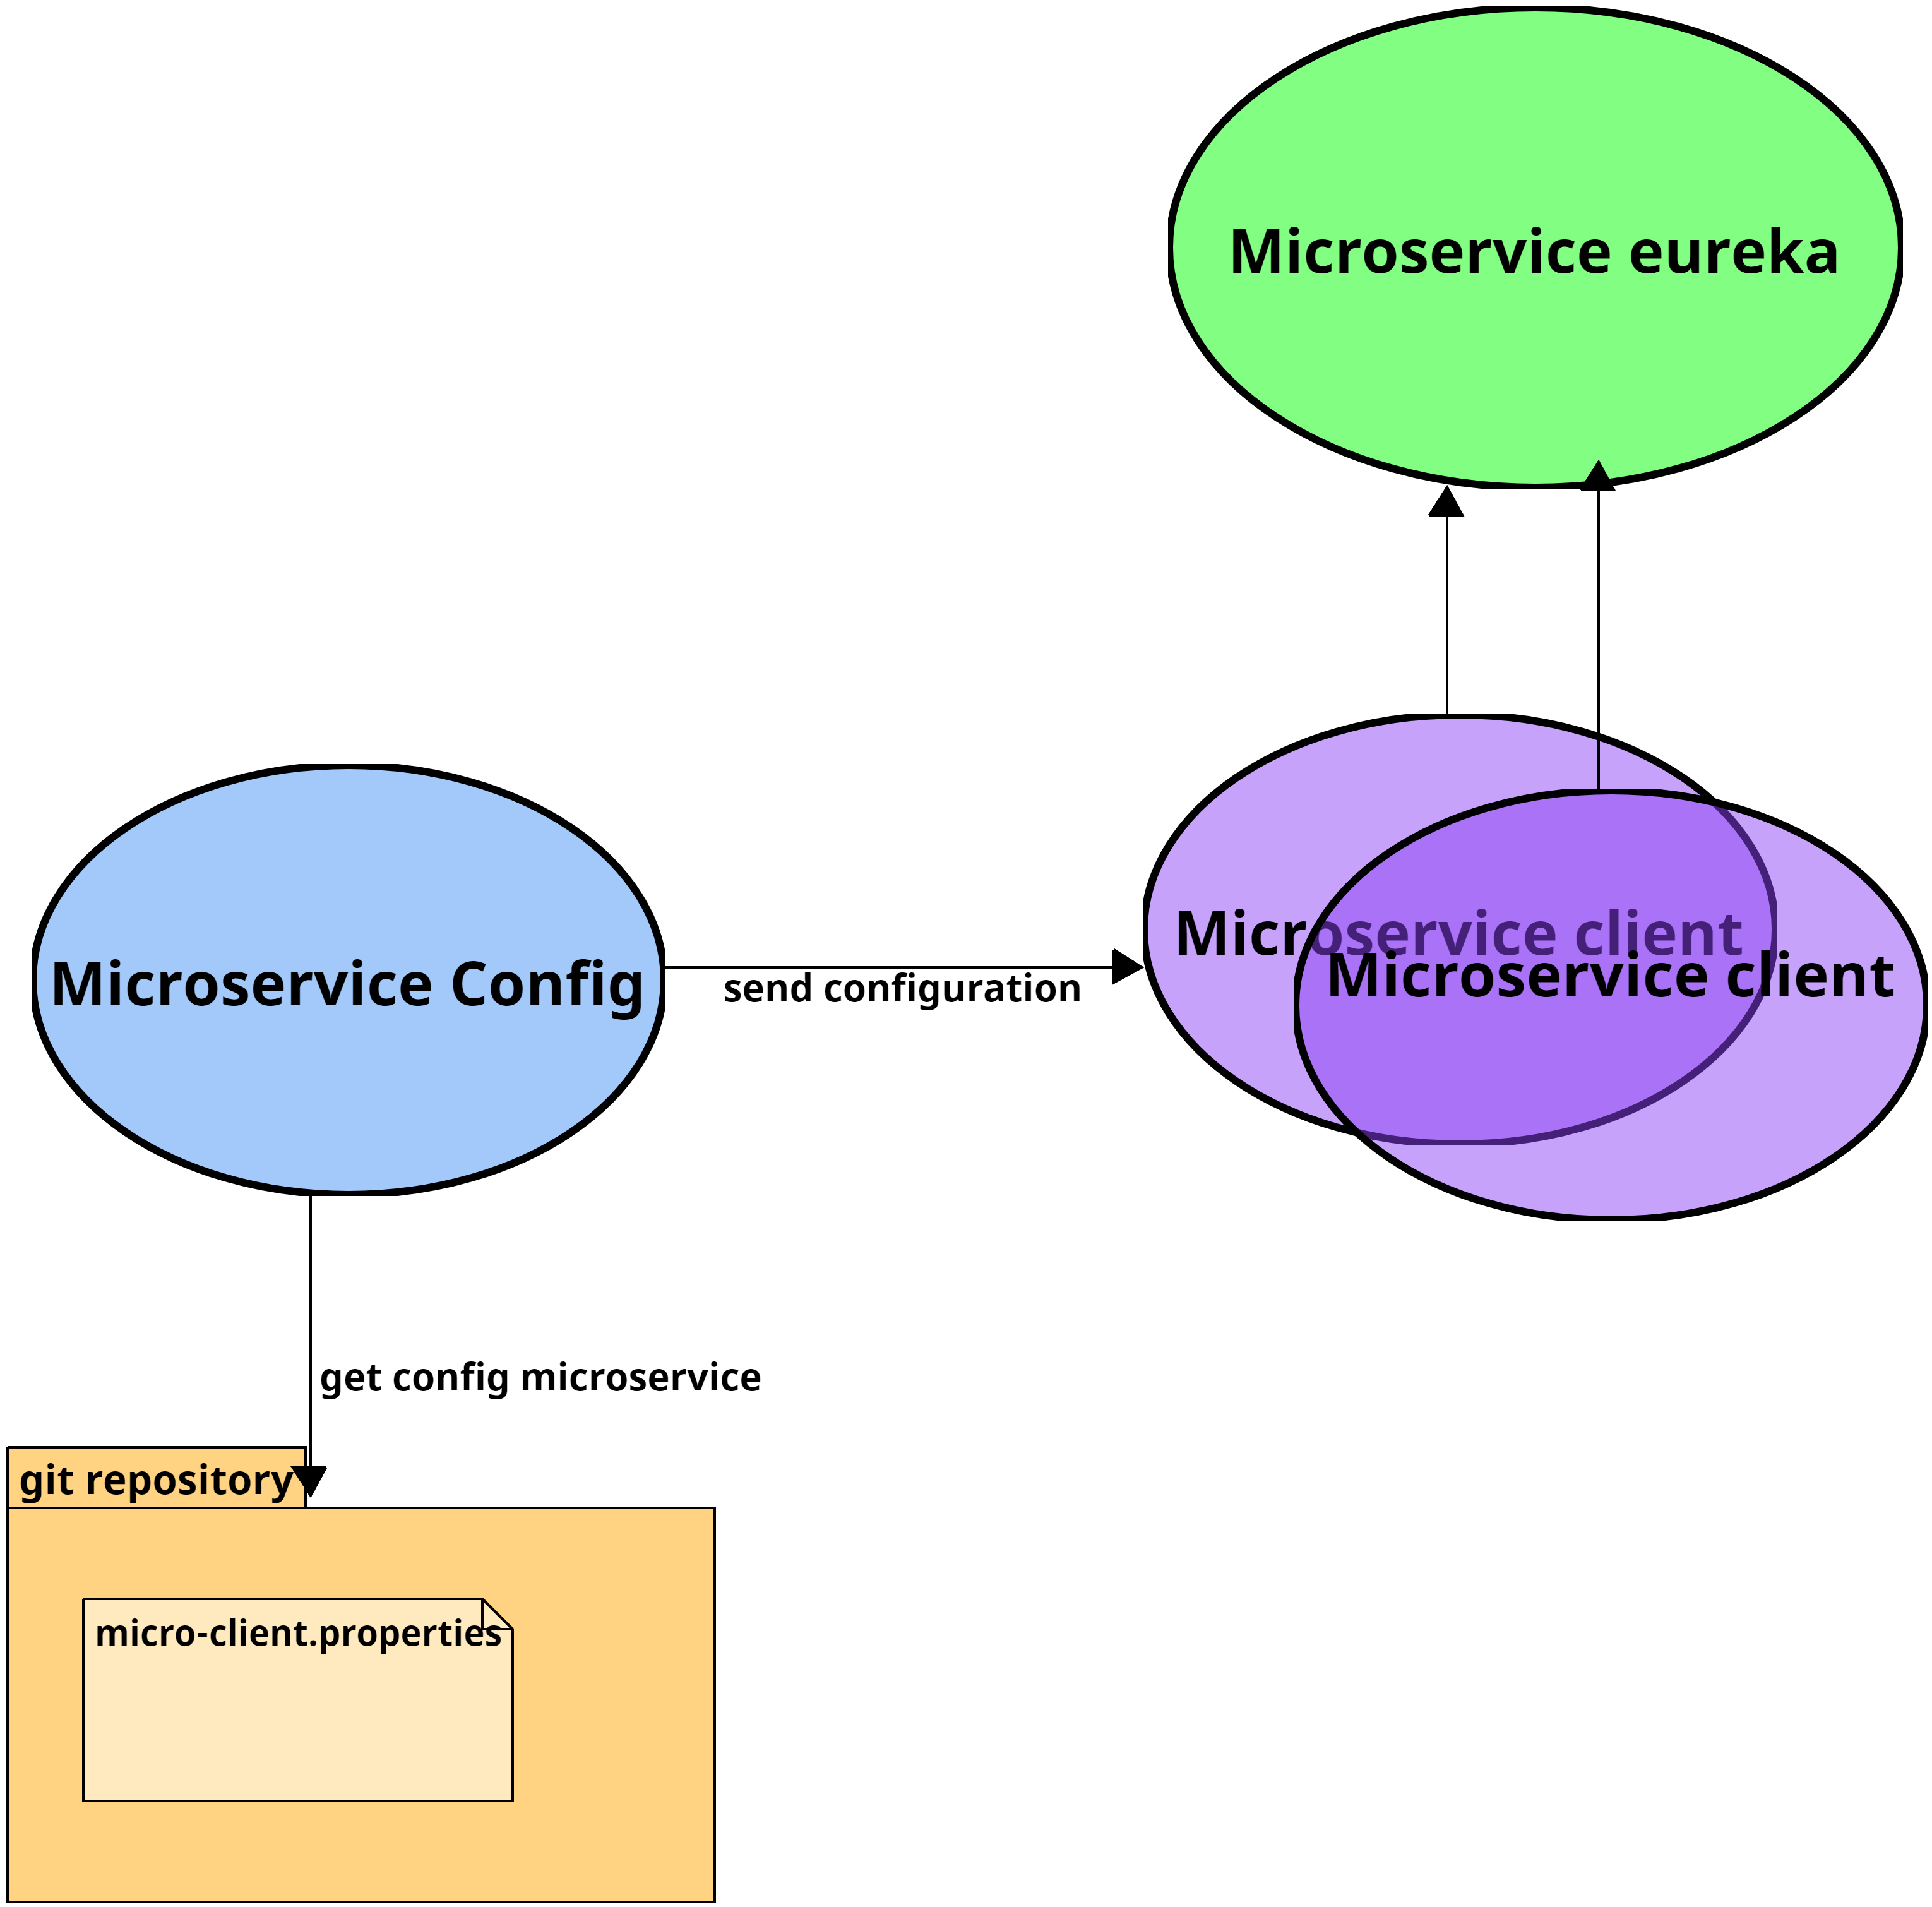 Microservice eureka
Microservice client
Microservice client
Microservice Config
send configuration
get config microservice
git repository
micro-client.properties